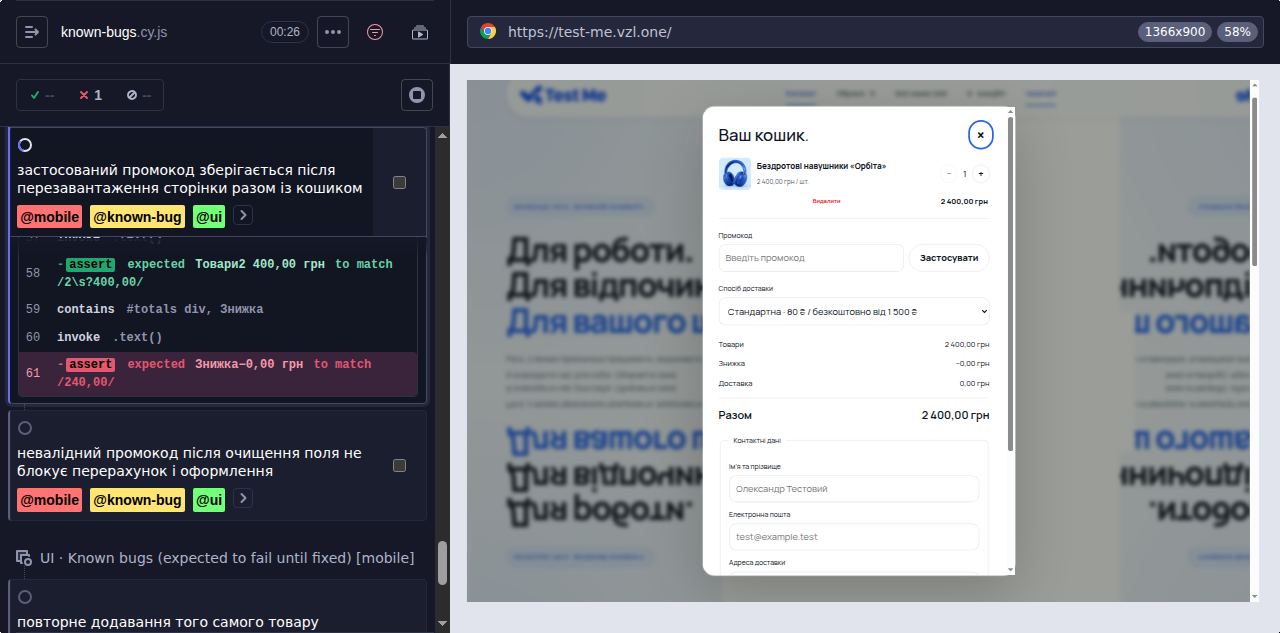 known-bugs.cy.js
00:26
--
1
--
застосований промокод зберігається після
перезавантаження сторінки разом із кошиком
@mobile
@known-bug
@ui
58
-assert expected Товари2 400,00 грн to match
/2\s?400,00/
59
contains #totals div, Знижка
60
invoke .text()
61
-assert expected Знижка−0,00 грн to match
/240,00/
невалідний промокод після очищення поля не
блокує перерахунок і оформлення
@mobile
@known-bug
@ui
UI · Known bugs (expected to fail until fixed) [mobile]
повторне додавання того самого товару
https://test-me.vzl.one/
1366x900
58%
Test Me
Ваш кошик.
×
Бездротові навушники «Орбіта»
2 400,00 грн / шт.
− 1 +
Видалити
2 400,00 грн
Промокод
Введіть промокод
Застосувати
Спосіб доставки
Стандартна · 80 ₴ / безкоштовно від 1 500 ₴
Товари
2 400,00 грн
Знижка
−0,00 грн
Доставка
0,00 грн
Разом
2 400,00 грн
Контактні дані
Ім'я та прізвище
Олександр Тестовий
Електронна пошта
test@example.test
Адреса доставки
Для роботи.
Для відпочин
Для вашого